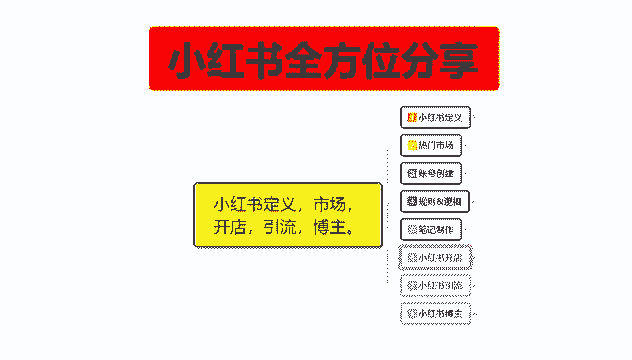 小红书全方位分享
小红书定义
热门市场
账号创建
规则&逻辑
小红书定义，市场，
开店，引流，博主。
笔记制作
小红书开店
小红书引流
小红书博主